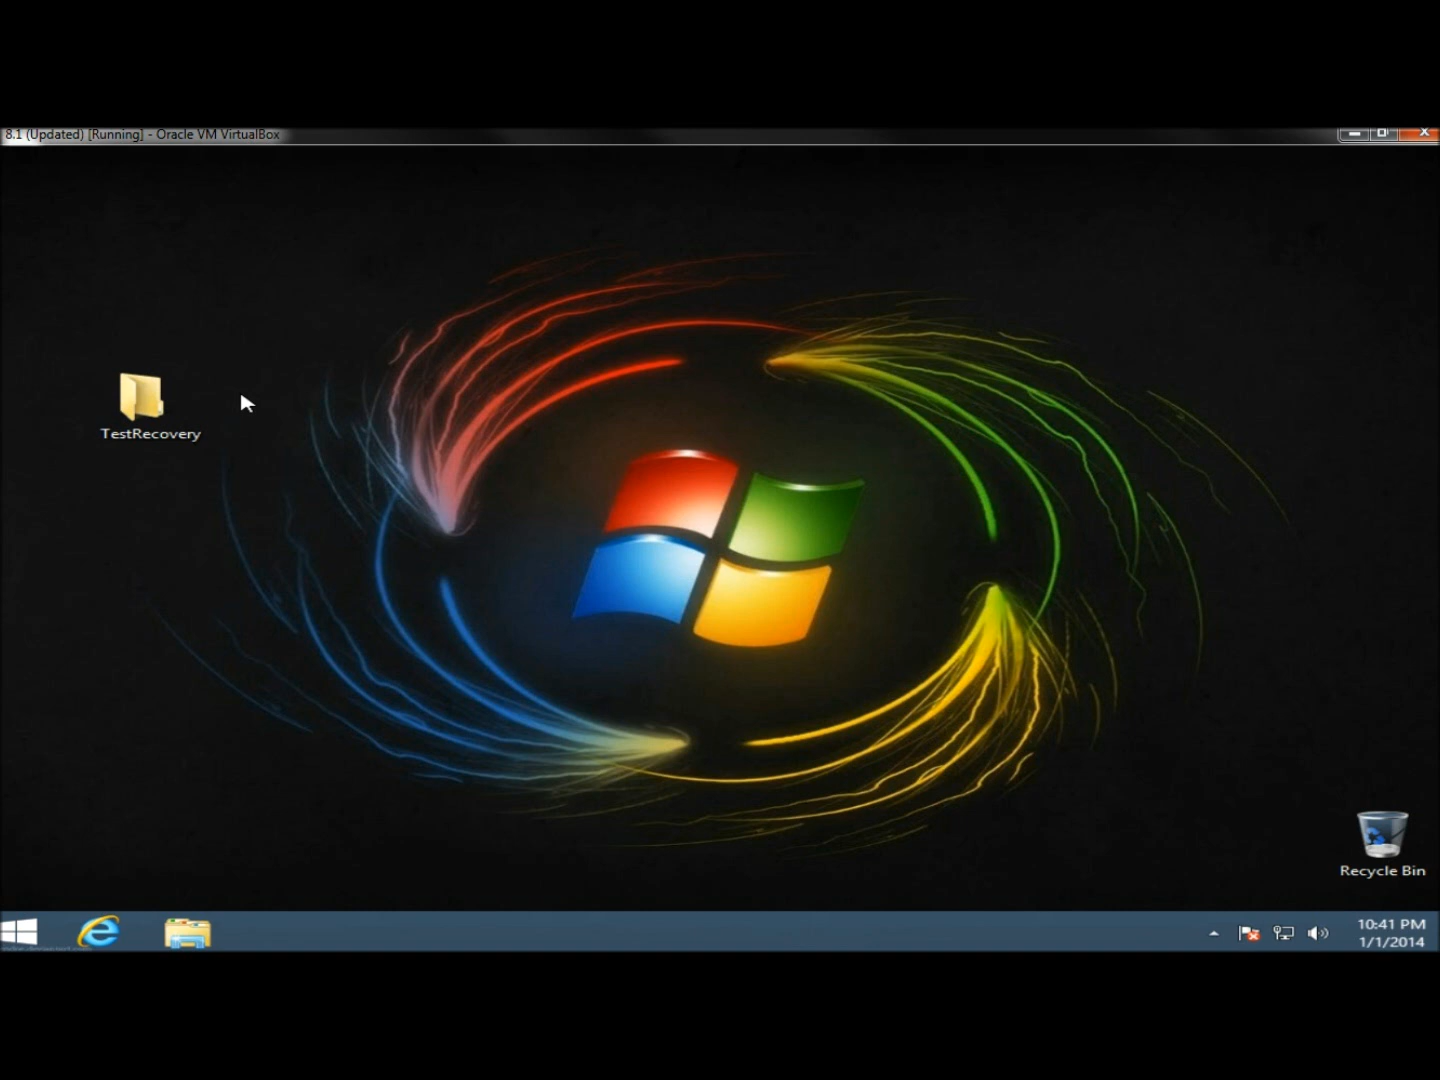 8.1 (Updated) [Running] - Oracle VM VirtualBox
TestRecovery
Recycle Bin
10:41 PM
1/1/2014